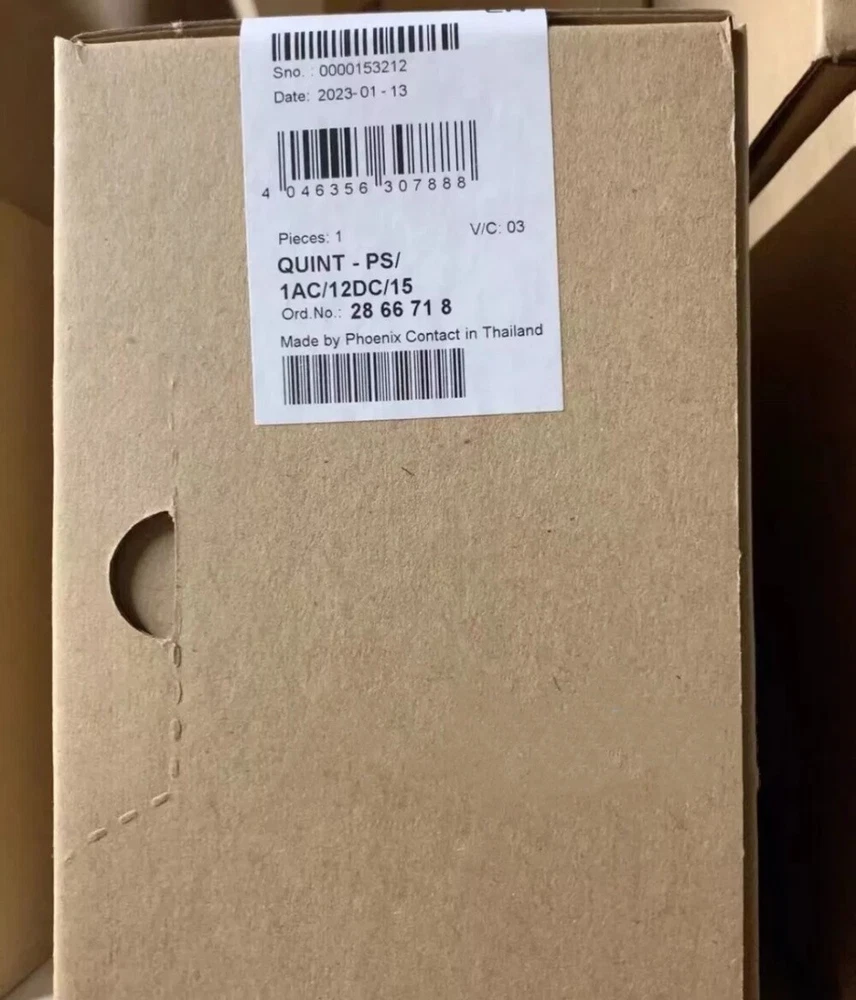 Sno. : 0000153212
Date: 2023-01-13
4 046356 307888
Pieces: 1 V/C: 03
QUINT - PS/
1AC/12DC/15
Ord.No.: 28 66 71 8
Made by Phoenix Contact in Thailand